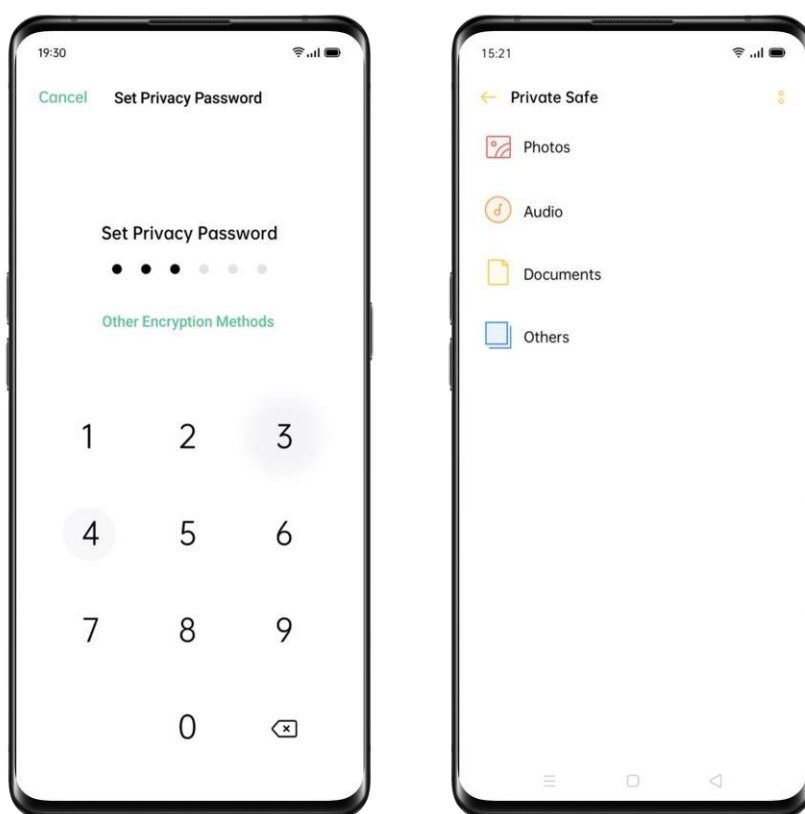 19:30
Cancel Set Privacy Password
Set Privacy Password
Other Encryption Methods
1 2 3
4 5 6
7 8 9
0
15:21
Private Safe
Photos
Audio
Documents
Others